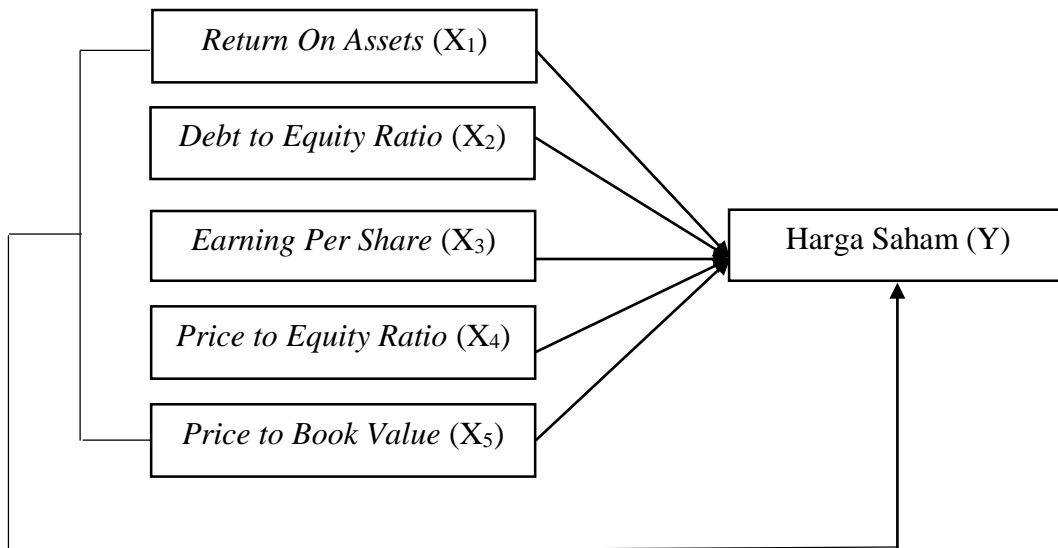 Return On Assets (X₁)
Debt to Equity Ratio (X₂)
Earning Per Share (X₃)
Price to Equity Ratio (X₄)
Price to Book Value (X₅)
Harga Saham (Y)